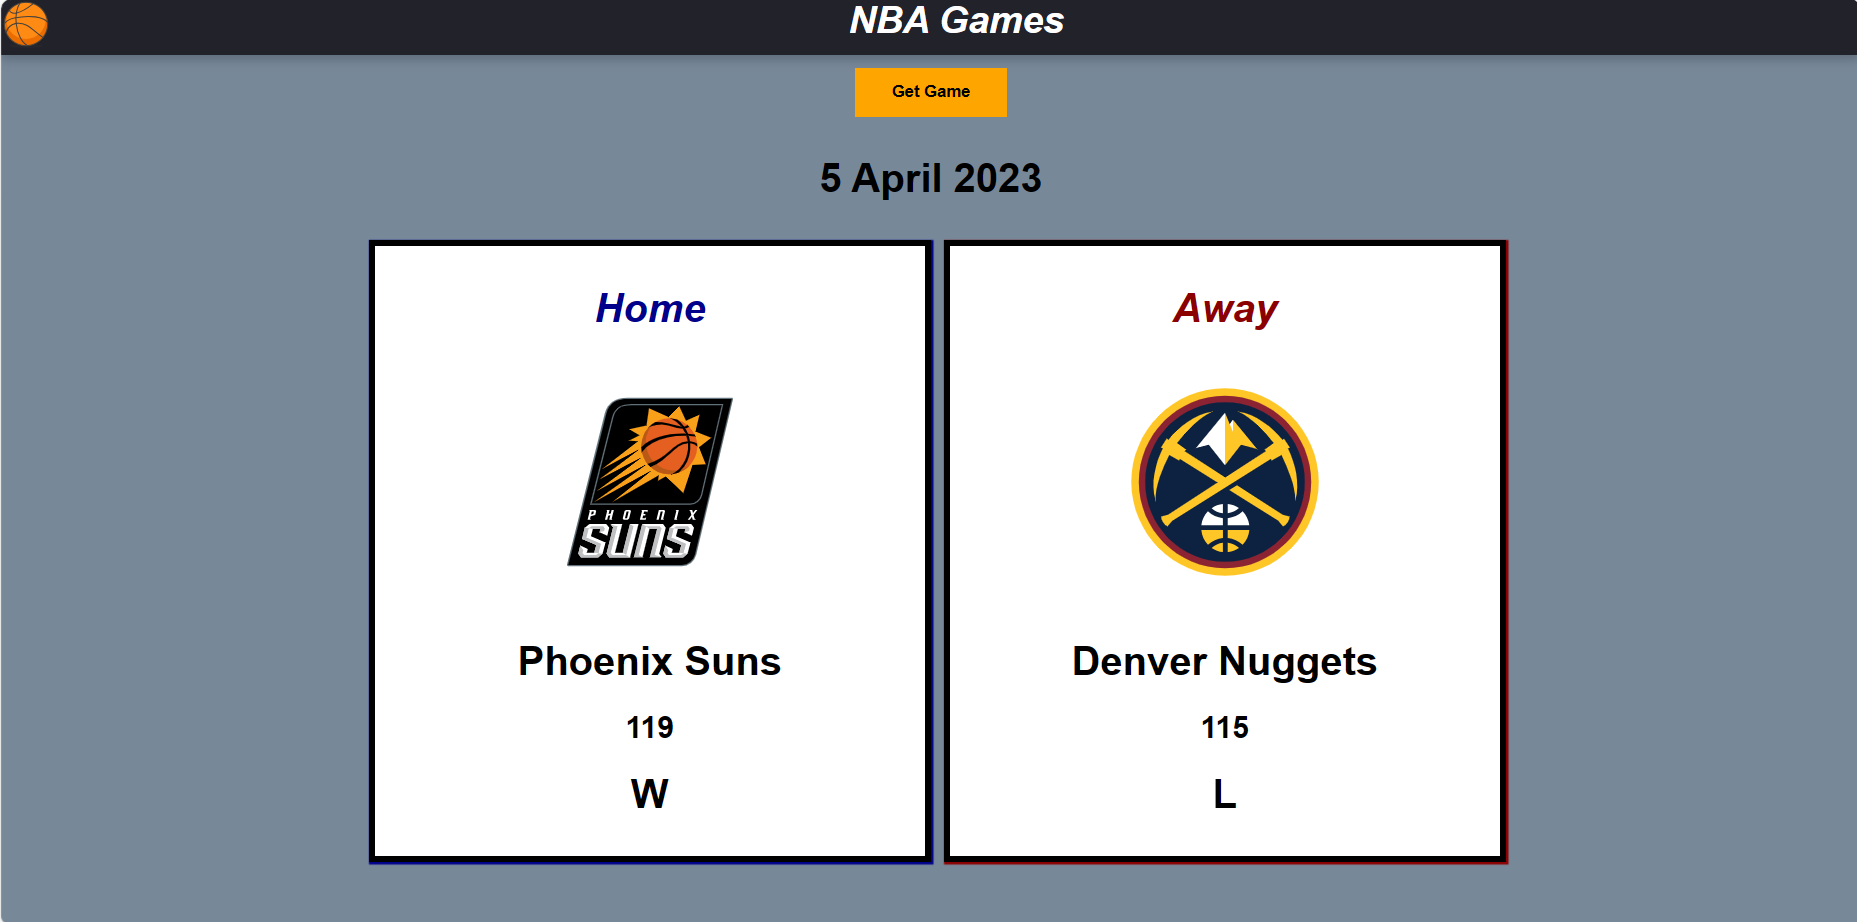 NBA Games
Get Game
5 April 2023
Home
PHOENIX
SUNS
Phoenix Suns
119
W
Away
Denver Nuggets
115
L